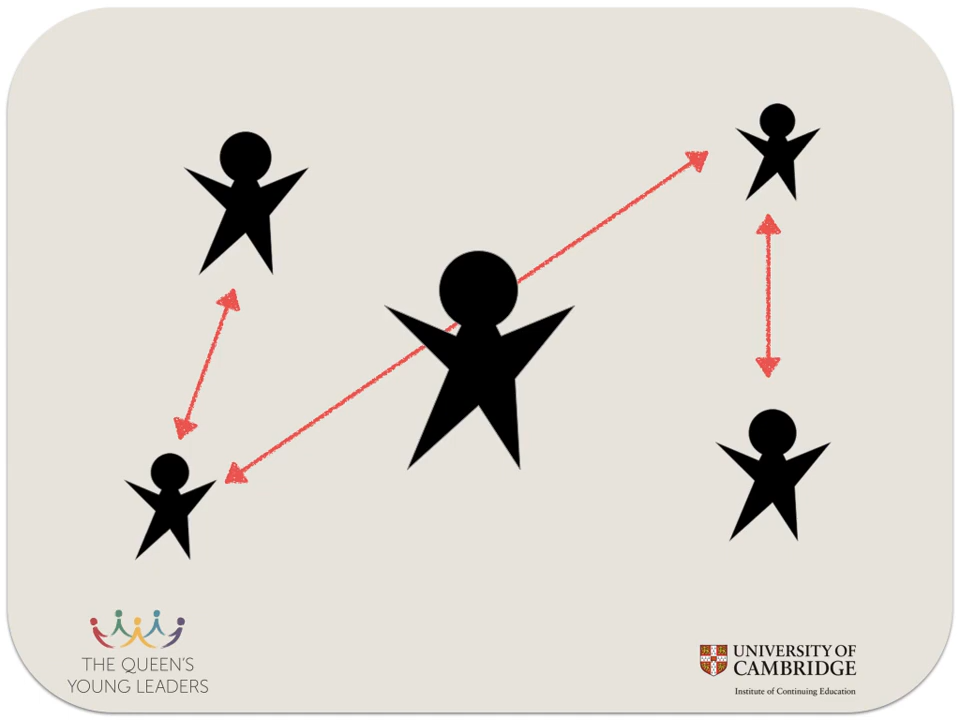 THE QUEEN'S
YOUNG LEADERS
UNIVERSITY OF
CAMBRIDGE
Institute of Continuing Education